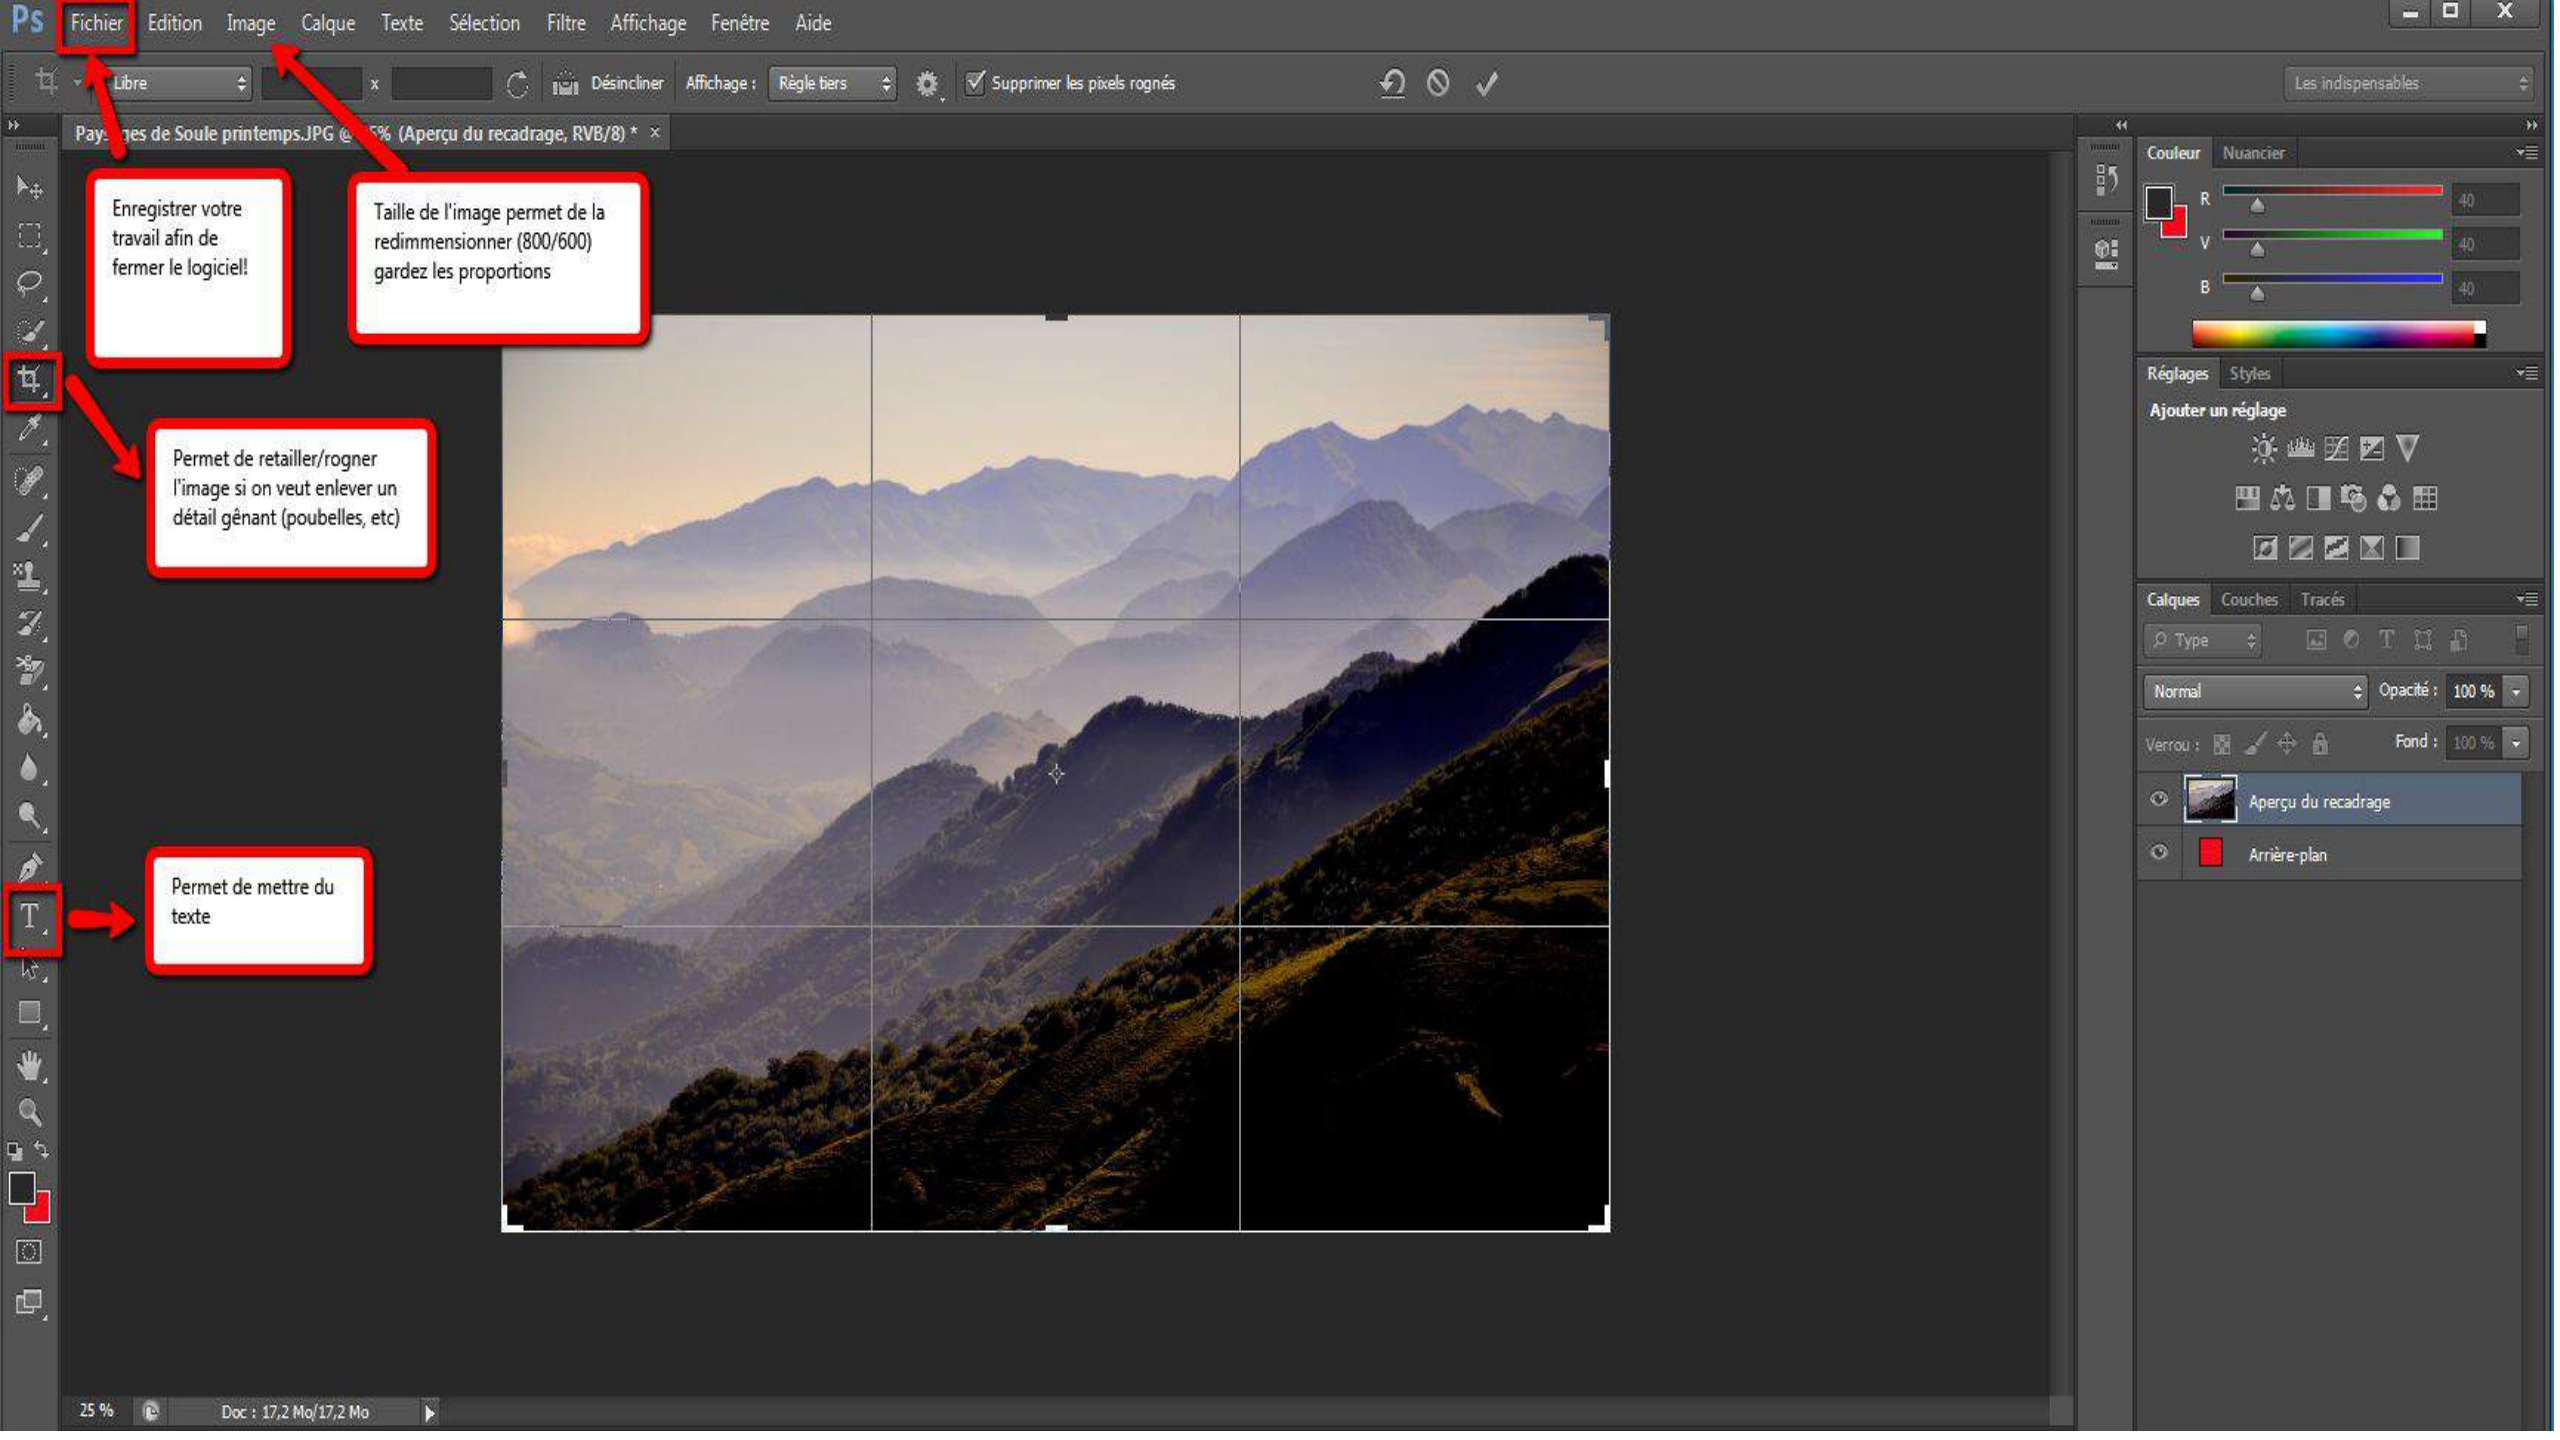 Ps Fichier Edition Image Calque Texte Sélection Filtre Affichage Fenêtre Aide
Libre x Désincliner Affichage : Règle tiers Supprimer les pixels rognés Les indispensables
Paysages de Soule printemps.JPG @ % (Aperçu du recadrage, RVB/8) * ×
Enregistrer votre
travail afin de
fermer le logiciel!
Taille de l'image permet de la
redimmensionner (800/600)
gardez les proportions
Permet de retailler/rogner
l'image si on veut enlever un
détail gênant (poubelles, etc)
Permet de mettre du
texte
Couleur Nuancier
R 40
V 40
B 40
Réglages Styles
Ajouter un réglage
Calques Couches Tracés
Type
Normal Opacité : 100 %
Verrou : Fond : 100 %
Aperçu du recadrage
Arrière-plan
25 % Doc : 17,2 Mo/17,2 Mo